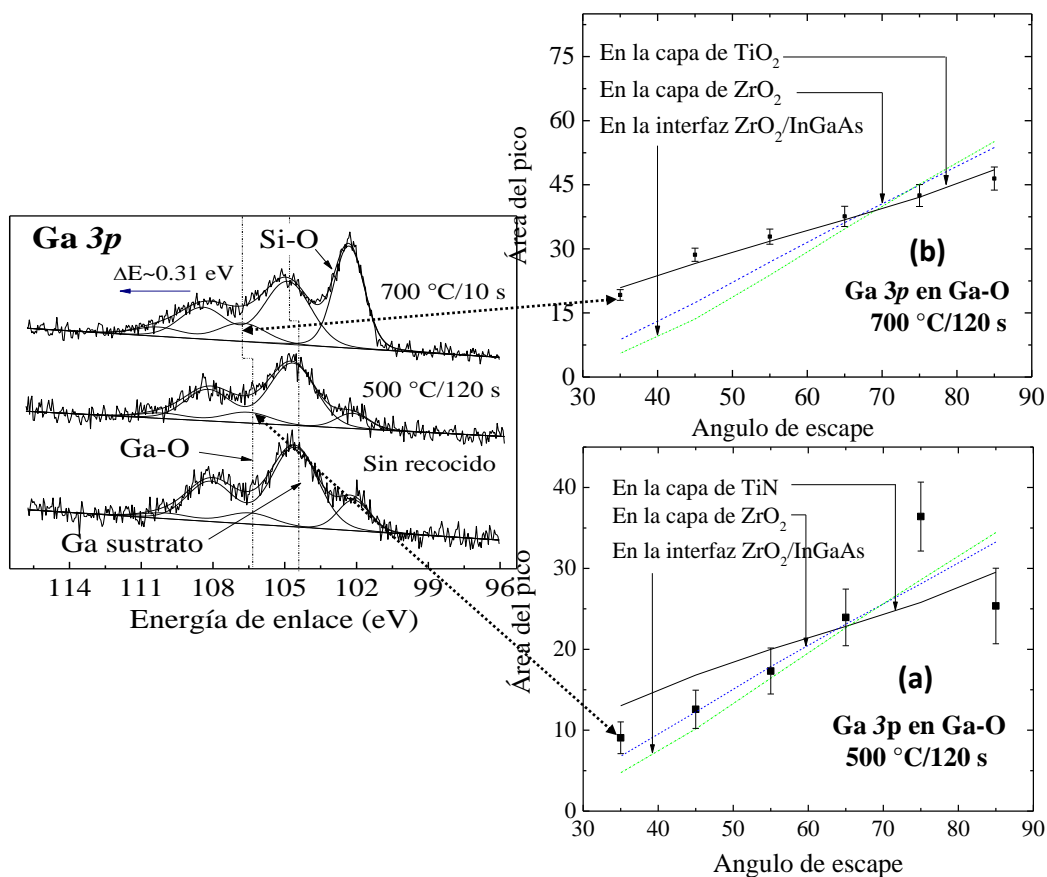 Ga 3p
Si-O
ΔE~0.31 eV
700 °C/10 s
500 °C/120 s
Ga-O
Sin recocido
Ga sustrato
114 111 108 105 102 99 96
Energía de enlace (eV)
75
60
45
30
15
0
Área del pico
En la capa de TiO2
En la capa de ZrO2
En la interfaz ZrO2/InGaAs
(b)
Ga 3p en Ga-O
700 °C/120 s
30 40 50 60 70 80 90
Angulo de escape
40
30
20
10
0
Área del pico
En la capa de TiN
En la capa de ZrO2
En la interfaz ZrO2/InGaAs
(a)
Ga 3p en Ga-O
500 °C/120 s
30 40 50 60 70 80 90
Angulo de escape